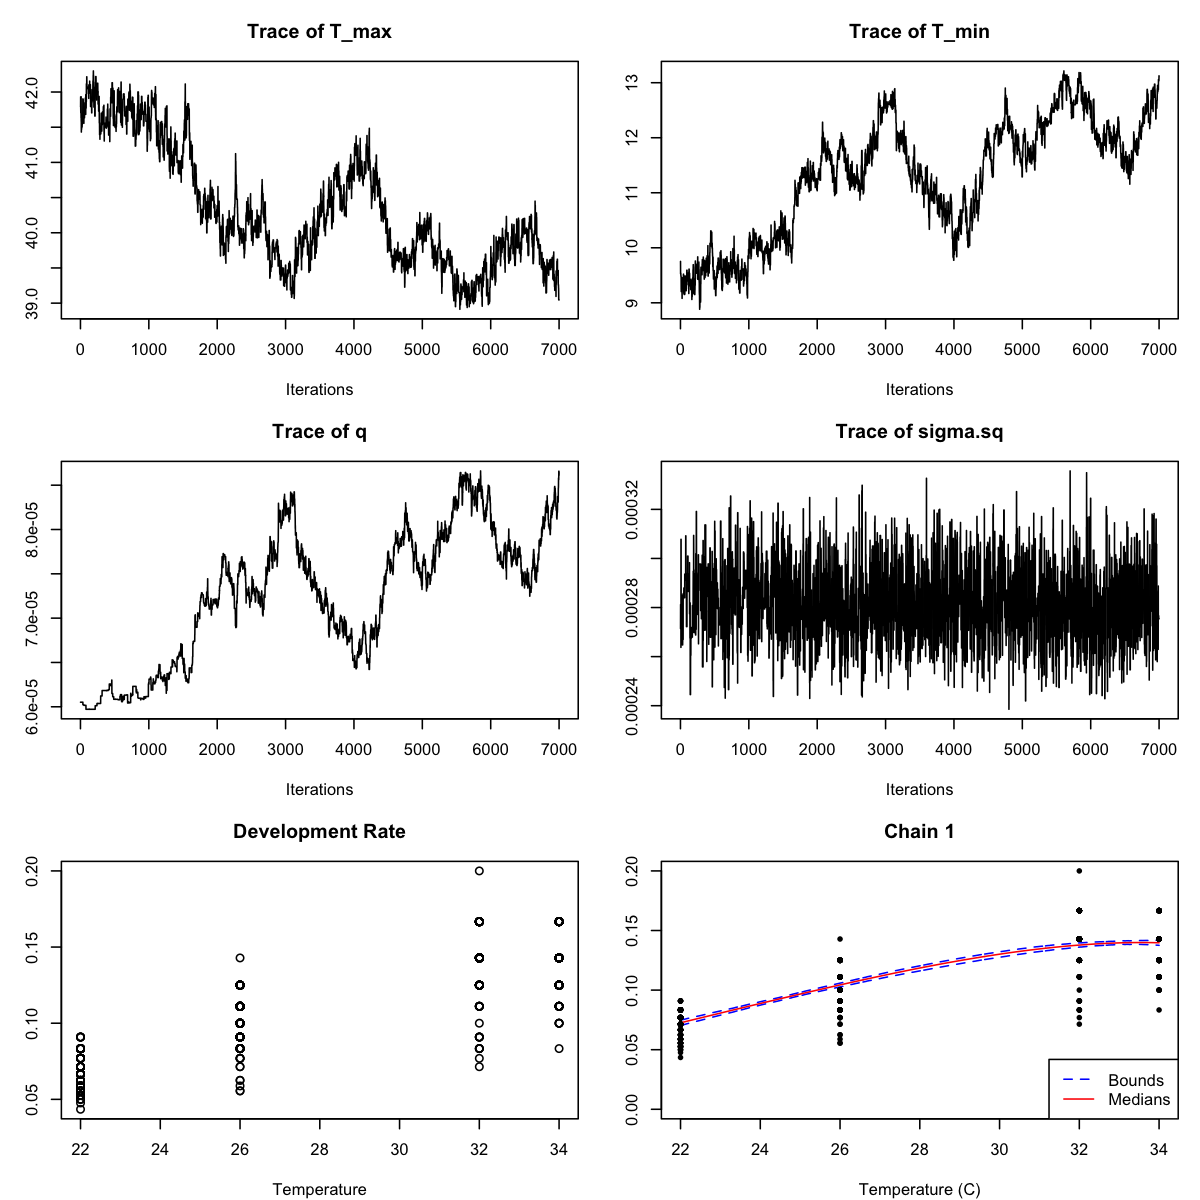 Trace of T_max
42.0
41.0
40.0
39.0
0 1000 2000 3000 4000 5000 6000 7000
Iterations
Trace of T_min
13
12
11
10
9
0 1000 2000 3000 4000 5000 6000 7000
Iterations
Trace of q
8.0e-05
7.0e-05
6.0e-05
0 1000 2000 3000 4000 5000 6000 7000
Iterations
Trace of sigma.sq
0.00032
0.00028
0.00024
0 1000 2000 3000 4000 5000 6000 7000
Iterations
Development Rate
0.20
0.15
0.10
0.05
22 24 26 28 30 32 34
Temperature
Chain 1
0.20
0.15
0.10
0.05
0.00
Bounds
Medians
22 24 26 28 30 32 34
Temperature (C)